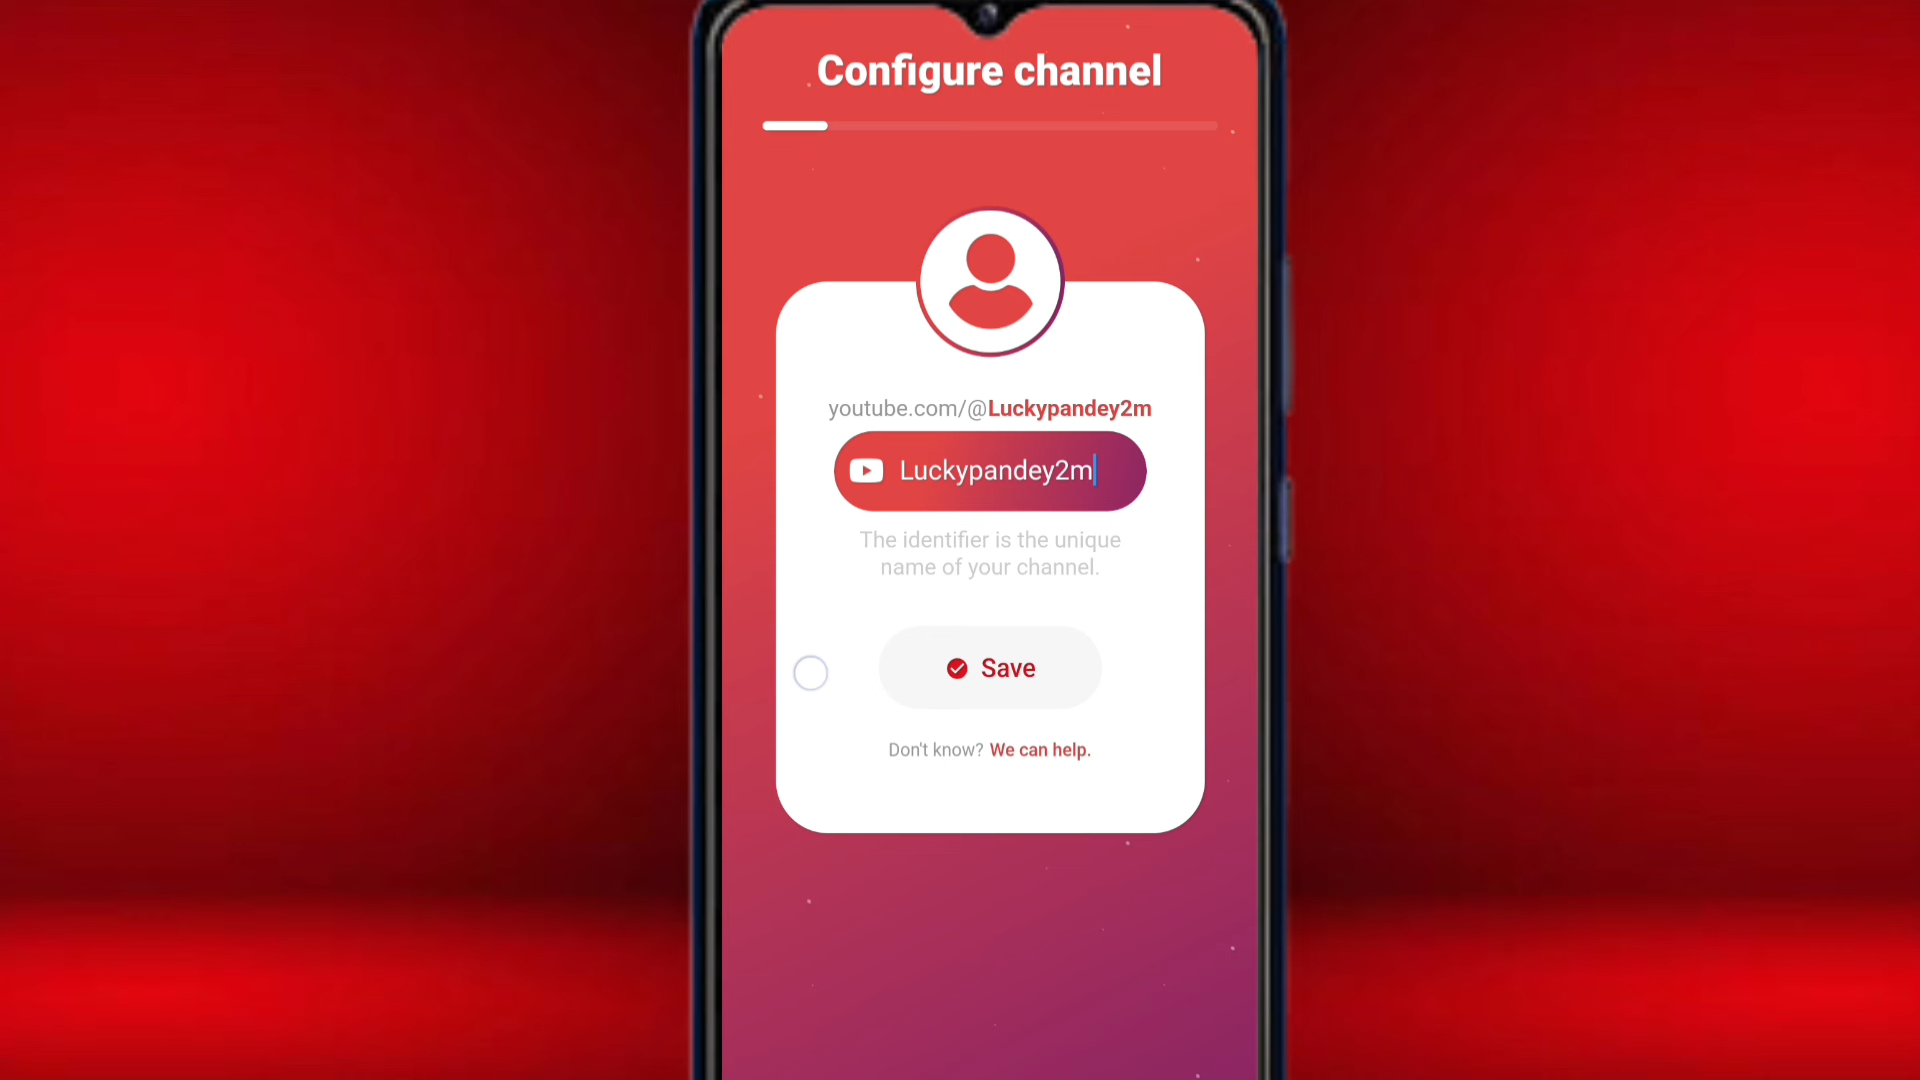 Configure channel
youtube.com/@Luckypandey2m
Luckypandey2m
The identifier is the unique
name of your channel.
Save
Don't know? We can help.